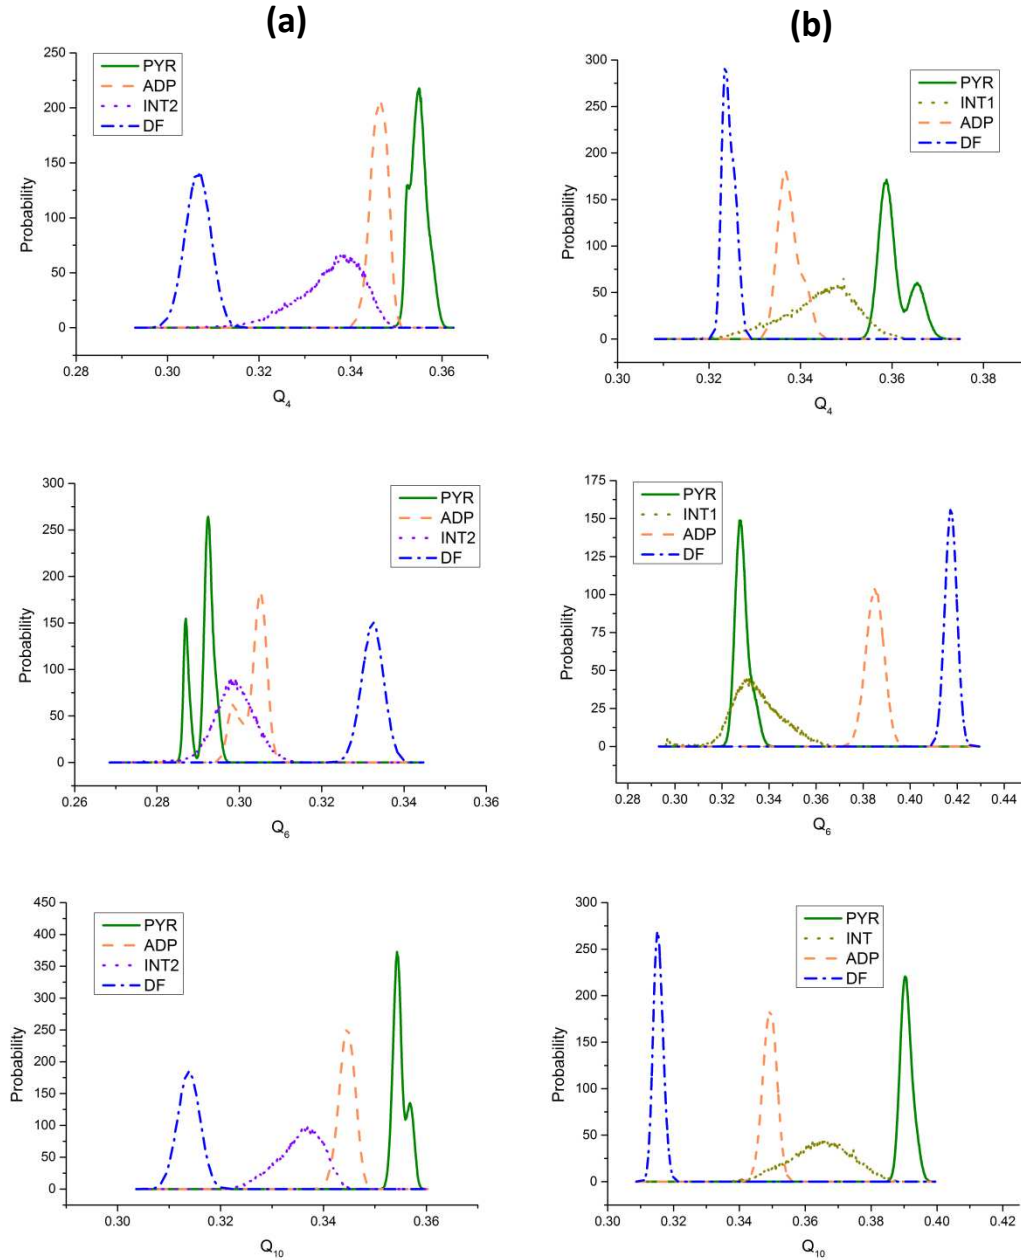 (a)
250
200
150
100
50
0
Probability
PYR
ADP
INT2
DF
0.28
0.30
0.32
0.34
0.36
Q4
(b)
300
250
200
150
100
50
0
Probability
PYR
INT1
ADP
DF
0.30
0.32
0.34
0.36
0.38
Q4
300
250
200
150
100
50
0
Probability
PYR
ADP
INT2
DF
0.26
0.28
0.30
0.32
0.34
0.36
Q6
175
150
125
100
75
50
25
0
Probability
PYR
INT1
ADP
DF
0.28
0.30
0.32
0.34
0.36
0.38
0.40
0.42
0.44
Q6
450
400
350
300
250
200
150
100
50
0
Probability
PYR
ADP
INT2
DF
0.30
0.32
0.34
0.36
Q10
300
250
200
150
100
50
0
Probability
PYR
INT
ADP
DF
0.30
0.32
0.34
0.36
0.38
0.40
0.42
Q10